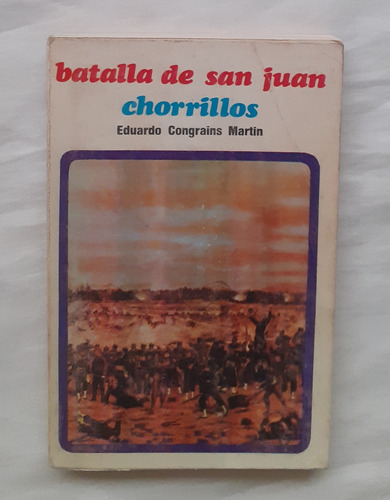 batalla de san juan
chorrillos
Eduardo Congrains Martin